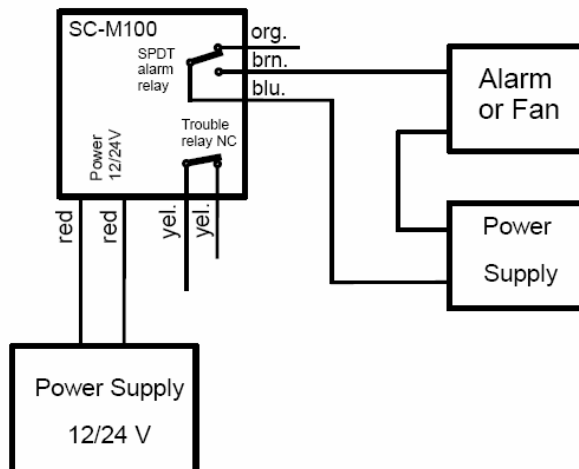 SC-M100
SPDT
alarm
relay
org.
brn.
blu.
Alarm
or Fan
Trouble
relay NC
Power
12/24V
red
red
yel.
yel.
Power
Supply
Power Supply
12/24 V